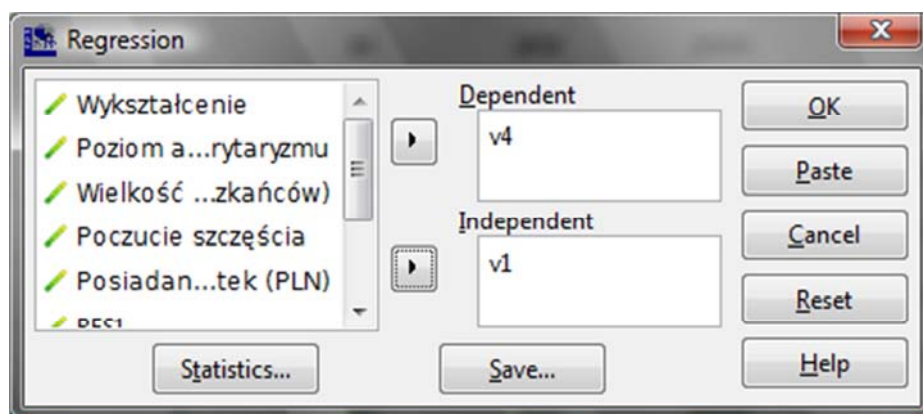 Regression
Wykształcenie
Poziom a...rytaryzmu
Wielkość ...zkańców)
Poczucie szczęścia
Posiadan...tek (PLN)
RES1
Dependent
v4
Independent
v1
OK
Paste
Cancel
Reset
Help
Statistics...
Save...